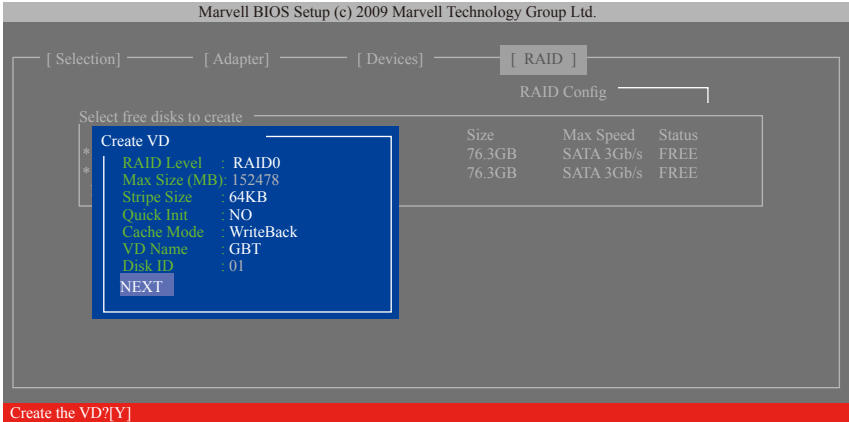 Marvell BIOS Setup (c) 2009 Marvell Technology Group Ltd.
[ Selection] [ Adapter] [ Devices] [ RAID ]
RAID Config
Select free disks to create
Size Max Speed Status
* 76.3GB SATA 3Gb/s FREE
* 76.3GB SATA 3Gb/s FREE
Create VD
RAID Level : RAID0
Max Size (MB): 152478
Stripe Size : 64KB
Quick Init : NO
Cache Mode : WriteBack
VD Name : GBT
Disk ID : 01
NEXT
Create the VD?[Y]